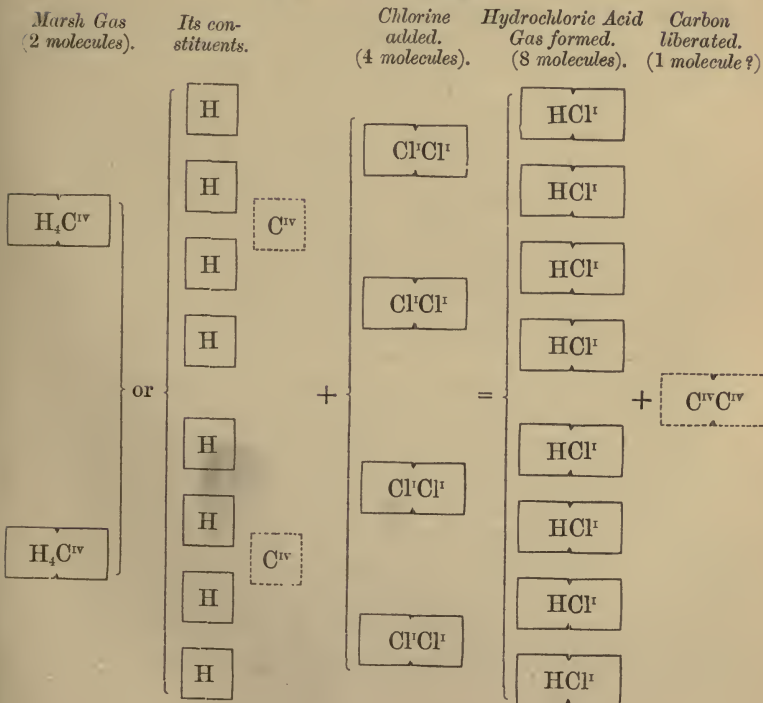 Marsh Gas
(2 molecules).
Its con-
stituents.
Chlorine
added.
(4 molecules).
Hydrochloric Acid
Gas formed.
(8 molecules).
Carbon
liberated.
(1 molecule?)
H₄Cᴵⱽ
H₄Cᴵⱽ
or
H
H
H
H
H
H
H
H
Cᴵⱽ
Cᴵⱽ
+
ClᴵClᴵ
ClᴵClᴵ
ClᴵClᴵ
ClᴵClᴵ
=
HClᴵ
HClᴵ
HClᴵ
HClᴵ
HClᴵ
HClᴵ
HClᴵ
HClᴵ
+
CᴵⱽCᴵⱽ